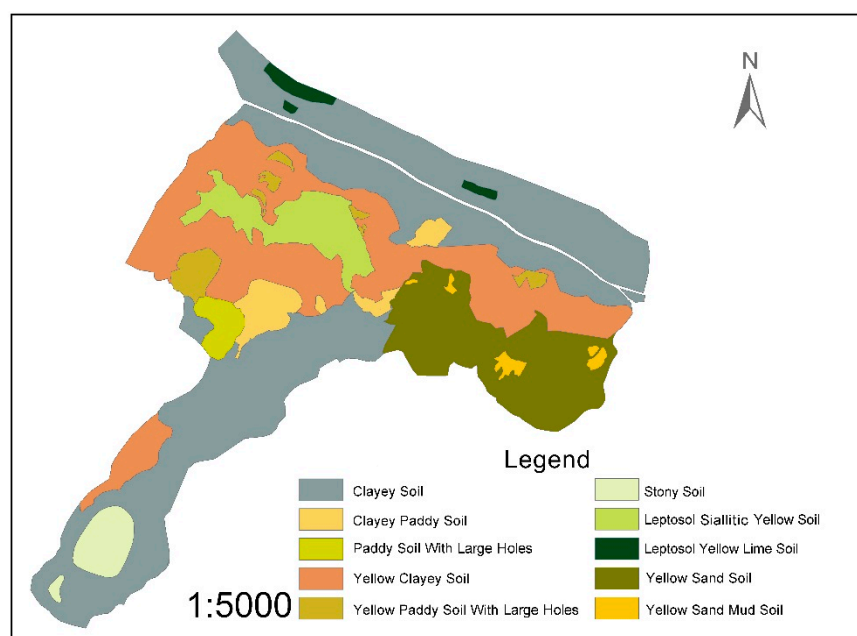 N
Legend
Clayey Soil
Clayey Paddy Soil
Paddy Soil With Large Holes
Yellow Clayey Soil
Yellow Paddy Soil With Large Holes
Stony Soil
Leptosol Siallitic Yellow Soil
Leptosol Yellow Lime Soil
Yellow Sand Soil
Yellow Sand Mud Soil
1:5000